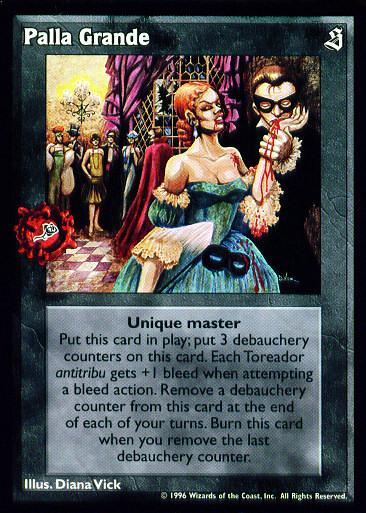 Palla Grande
D. Vick
Unique master
Put this card in play; put 3 debauchery
counters on this card. Each Toreador
antitribu gets +1 bleed when attempting
a bleed action. Remove a debauchery
counter from this card at the end
of each of your turns. Burn this card
when you remove the last
debauchery counter.
Illus. Diana Vick
© 1996 Wizards of the Coast, Inc. All Rights Reserved.